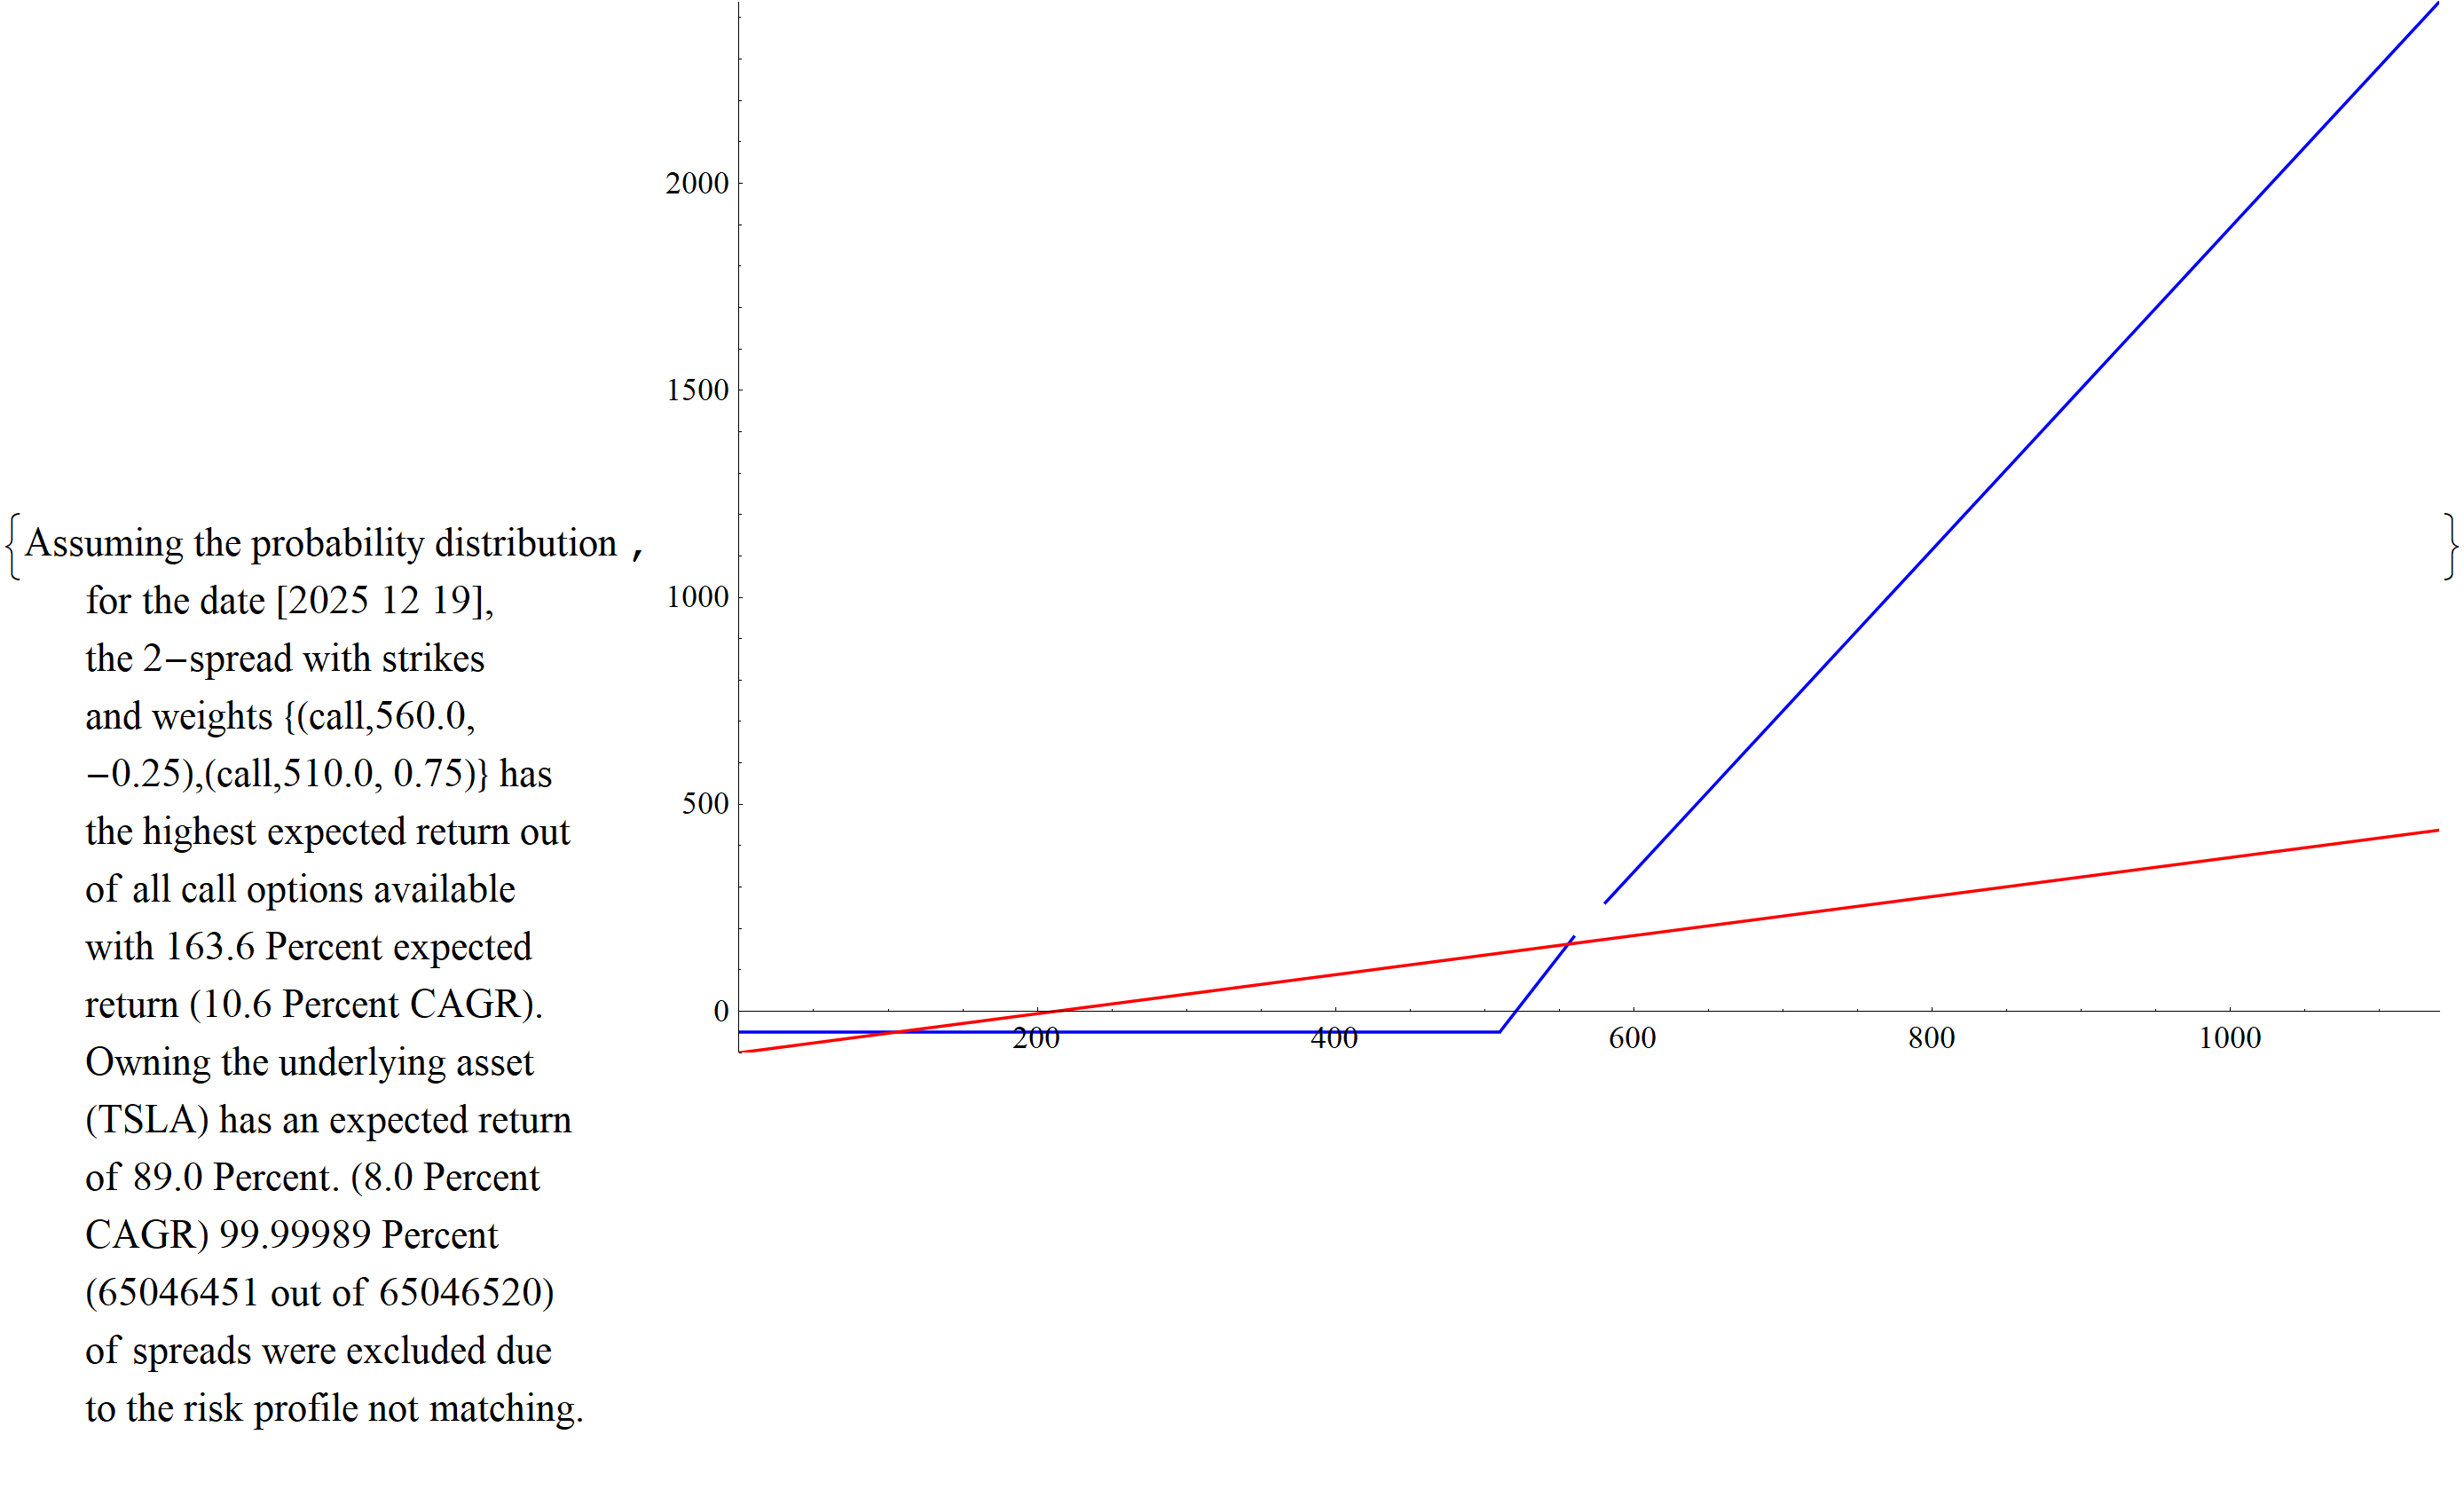 {Assuming the probability distribution ,
for the date [2025 12 19],
the 2−spread with strikes
and weights {(call,560.0,
−0.25),(call,510.0, 0.75)} has
the highest expected return out
of all call options available
with 163.6 Percent expected
return (10.6 Percent CAGR).
Owning the underlying asset
(TSLA) has an expected return
of 89.0 Percent. (8.0 Percent
CAGR) 99.99989 Percent
(65046451 out of 65046520)
of spreads were excluded due
to the risk profile not matching.
2000
1500
1000
500
0
200 400 600 800 1000
}